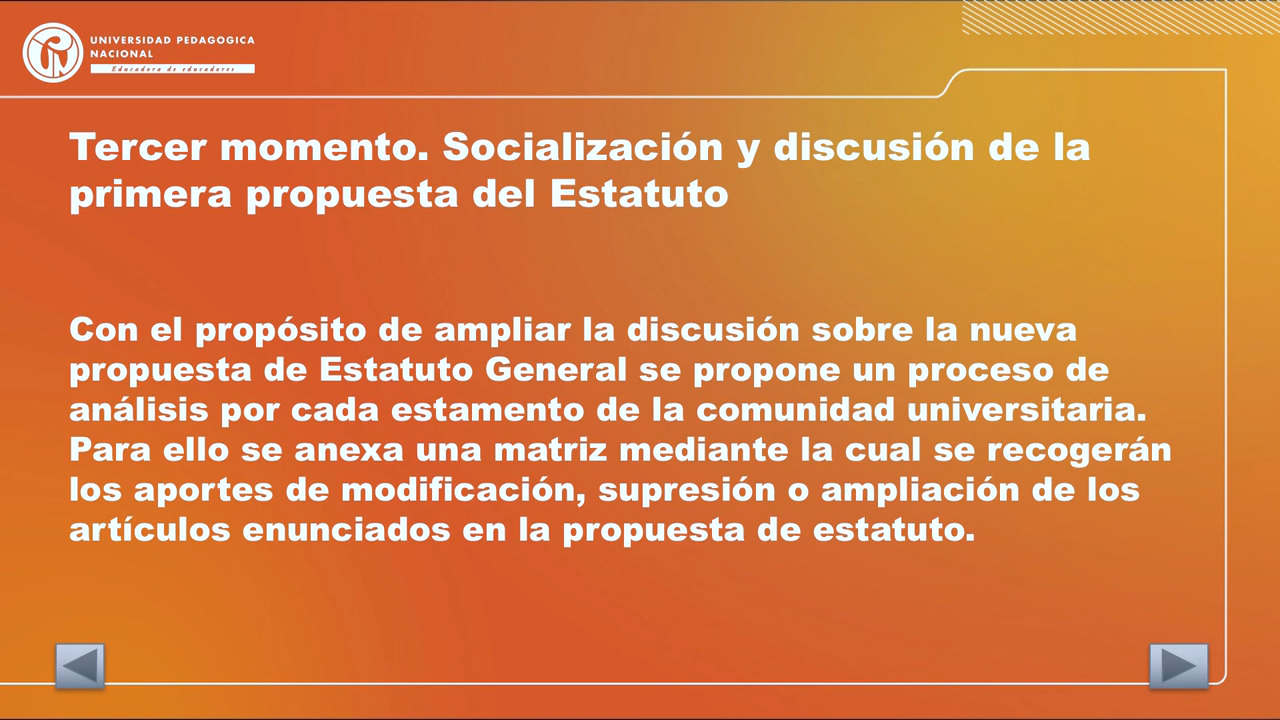 UNIVERSIDAD PEDAGOGICA
NACIONAL
Educadora de educadores
Tercer momento. Socialización y discusión de la
primera propuesta del Estatuto
Con el propósito de ampliar la discusión sobre la nueva
propuesta de Estatuto General se propone un proceso de
análisis por cada estamento de la comunidad universitaria.
Para ello se anexa una matriz mediante la cual se recogerán
los aportes de modificación, supresión o ampliación de los
artículos enunciados en la propuesta de estatuto.